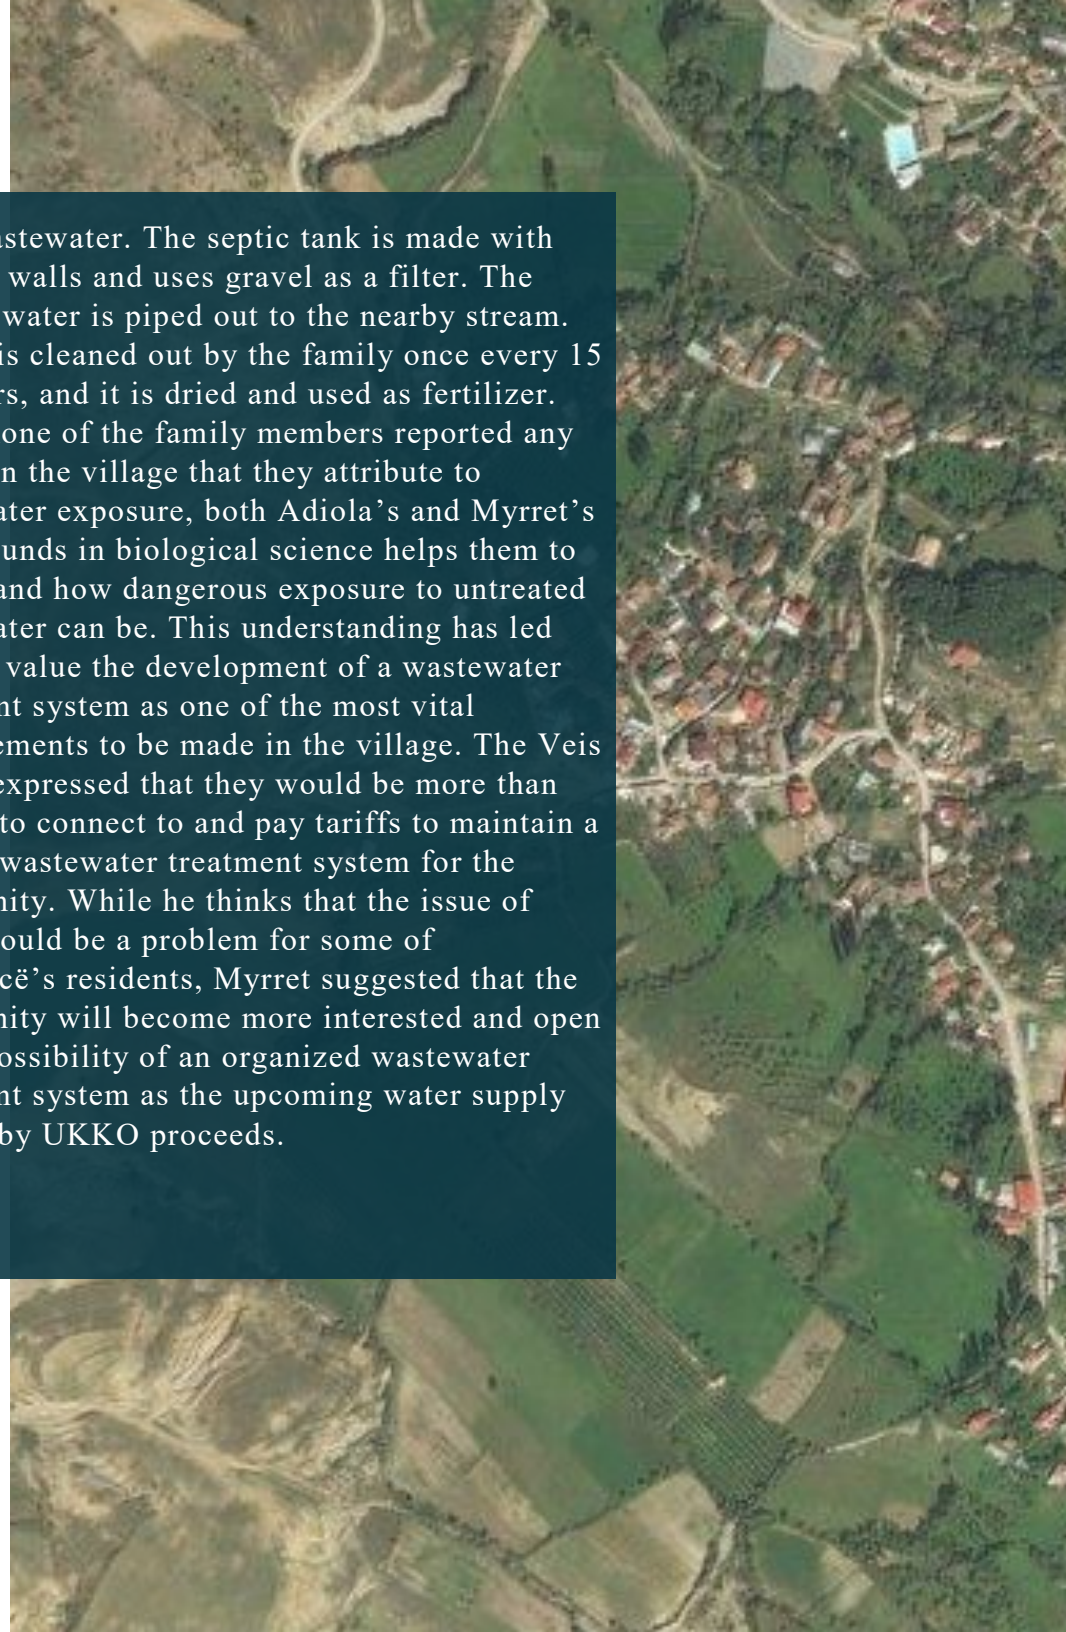 astewater. The septic tank is made with
walls and uses gravel as a filter. The
water is piped out to the nearby stream.
is cleaned out by the family once every 15
rs, and it is dried and used as fertilizer.
one of the family members reported any
n the village that they attribute to
ater exposure, both Adiola’s and Myrret’s
unds in biological science helps them to
and how dangerous exposure to untreated
ater can be. This understanding has led
value the development of a wastewater
nt system as one of the most vital
ements to be made in the village. The Veis
expressed that they would be more than
to connect to and pay tariffs to maintain a
wastewater treatment system for the
nity. While he thinks that the issue of
ould be a problem for some of
cë’s residents, Myrret suggested that the
nity will become more interested and open
ossibility of an organized wastewater
nt system as the upcoming water supply
by UKKO proceeds.